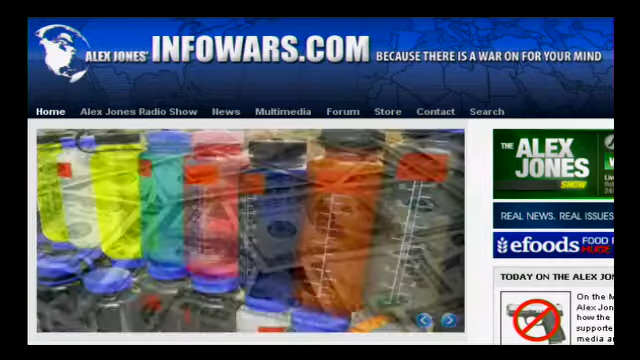 ALEX JONES' INFOWARS.COM BECAUSE THERE IS A WAR ON FOR YOUR MIND
Home Alex Jones Radio Show News Multimedia Forum Store Contact Search
THE ALEX JONES SHOW
REAL NEWS. REAL ISSUES
efoods FOOD
TODAY ON THE ALEX JON
On the M
Alex Jon
how the
supporte
media a